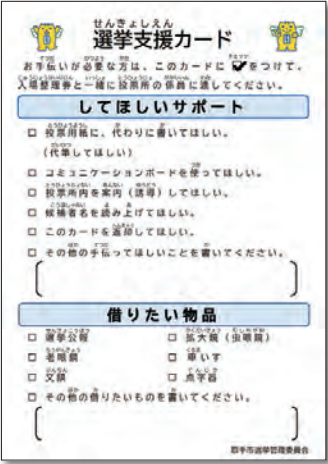 選挙支援カード
お手伝いが必要な方は、このカードに☑をつけて、
入場整理券と一緒に投票所の係員に渡してください。
してほしいサポート
□ 投票用紙に、代わりに書いてほしい。
(代筆してほしい)
□ コミュニケーションボードを使ってほしい。
□ 投票所内を案内(誘導)してほしい。
□ 候補者名を読み上げてほしい。
□ このカードを返却してほしい。
□ その他の手伝ってほしいことを書いてください。
借りたい物品
□ 選挙公報 □ 拡大鏡(虫眼鏡)
□ 老眼鏡 □ 車いす
□ 文鎮 □ 点字器
□ その他の借りたいものを書いてください。
取手市選挙管理委員会